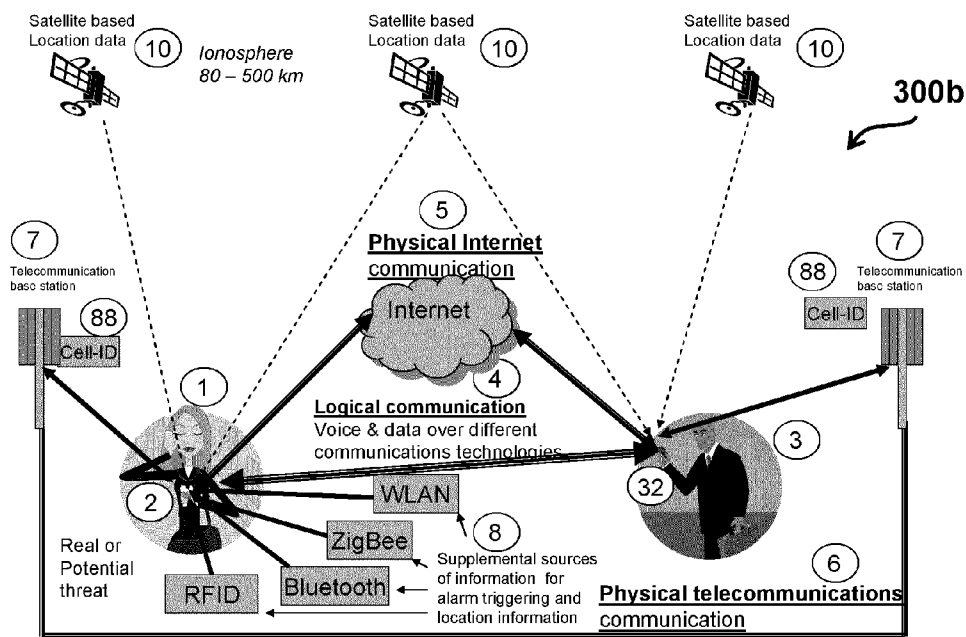 Satellite based
Location data
10
Ionosphere
80 – 500 km
Satellite based
Location data
10
Satellite based
Location data
10
300b
7
Telecommunication
base station
88
Cell-ID
5
Physical Internet
communication
Internet
4
88
Cell-ID
7
Telecommunication
base station
1
Logical communication
Voice & data over different
communications technologies
2
32
3
WLAN
8
ZigBee
Bluetooth
RFID
Real or
Potential
threat
Supplemental sources
of information for
alarm triggering and
location information
6
Physical telecommunications
communication